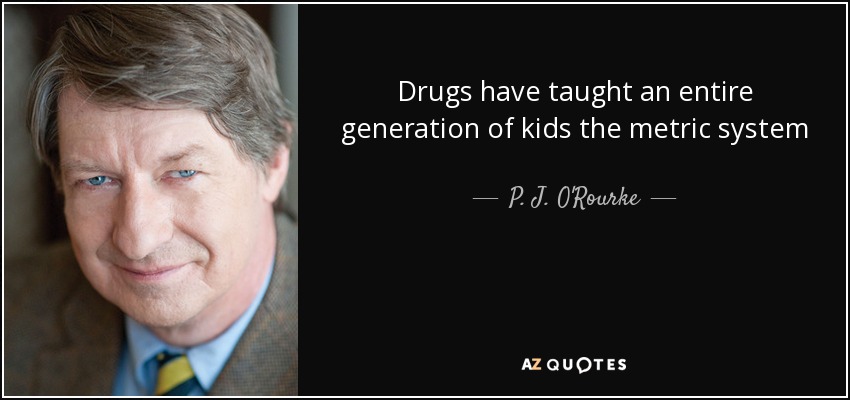 Drugs have taught an entire
generation of kids the metric system
— P. J. O'Rourke —
AZ QUOTES